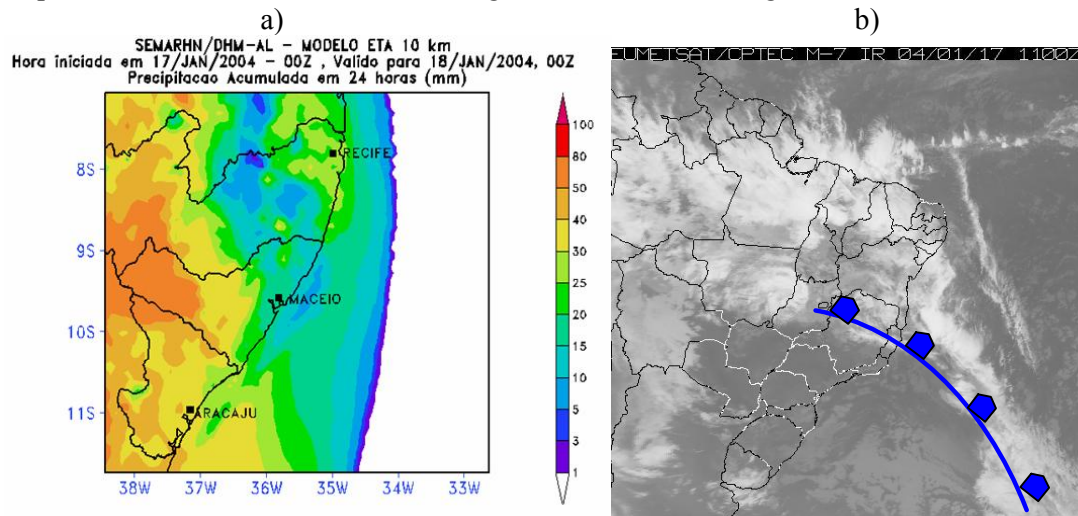 a)
SEMARHN/DHM-AL - MODELO ETA 10 km
Hora iniciada em 17/JAN/2004 - 00Z , Valido para 18/JAN/2004, 00Z
Precipitacao Acumulada em 24 horas (mm)
8S
9S
10S
11S
38W
37W
36W
35W
34W
33W
RECIFE
MACEIO
ARACAJU
100
80
50
40
30
25
20
15
10
5
3
1
b)
EUMETSAT/CPTEC M-7 IR 04/01/17 1100Z